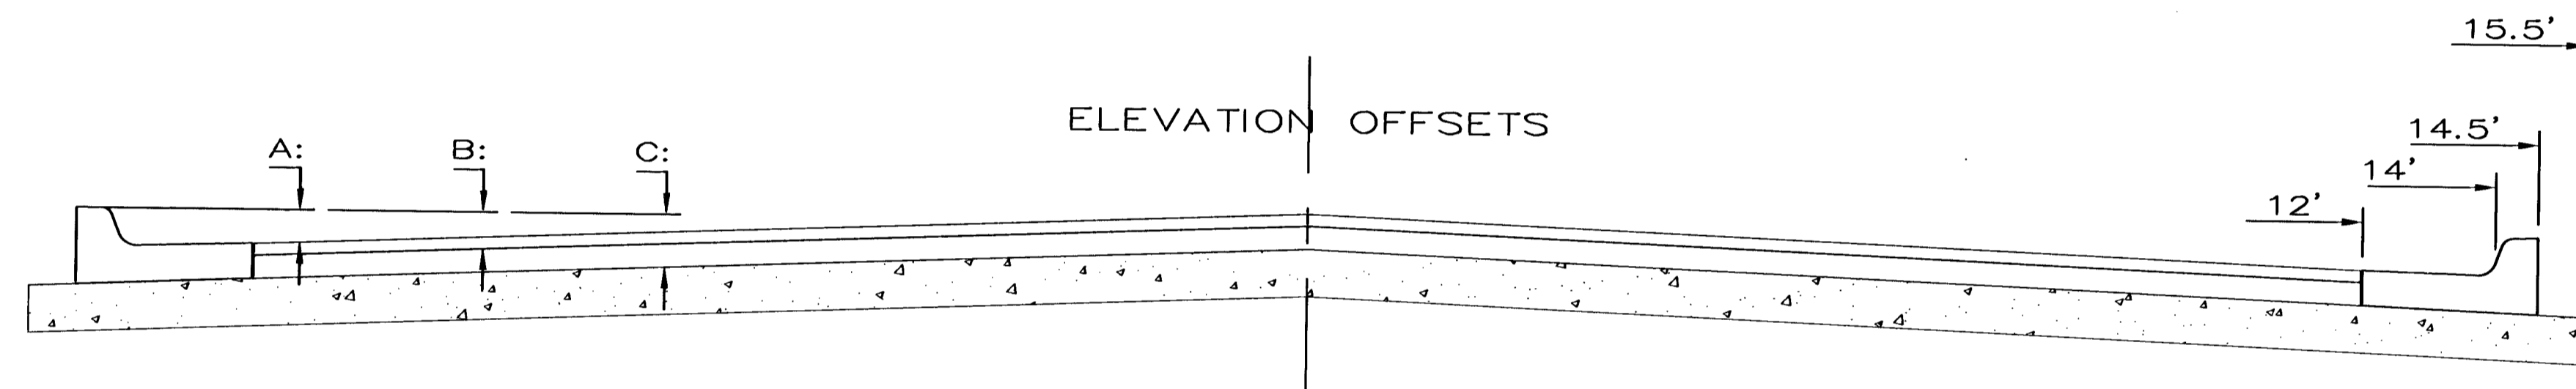 15.5'
ELEVATION OFFSETS
14.5'
A:
B:
C:
14'
12'